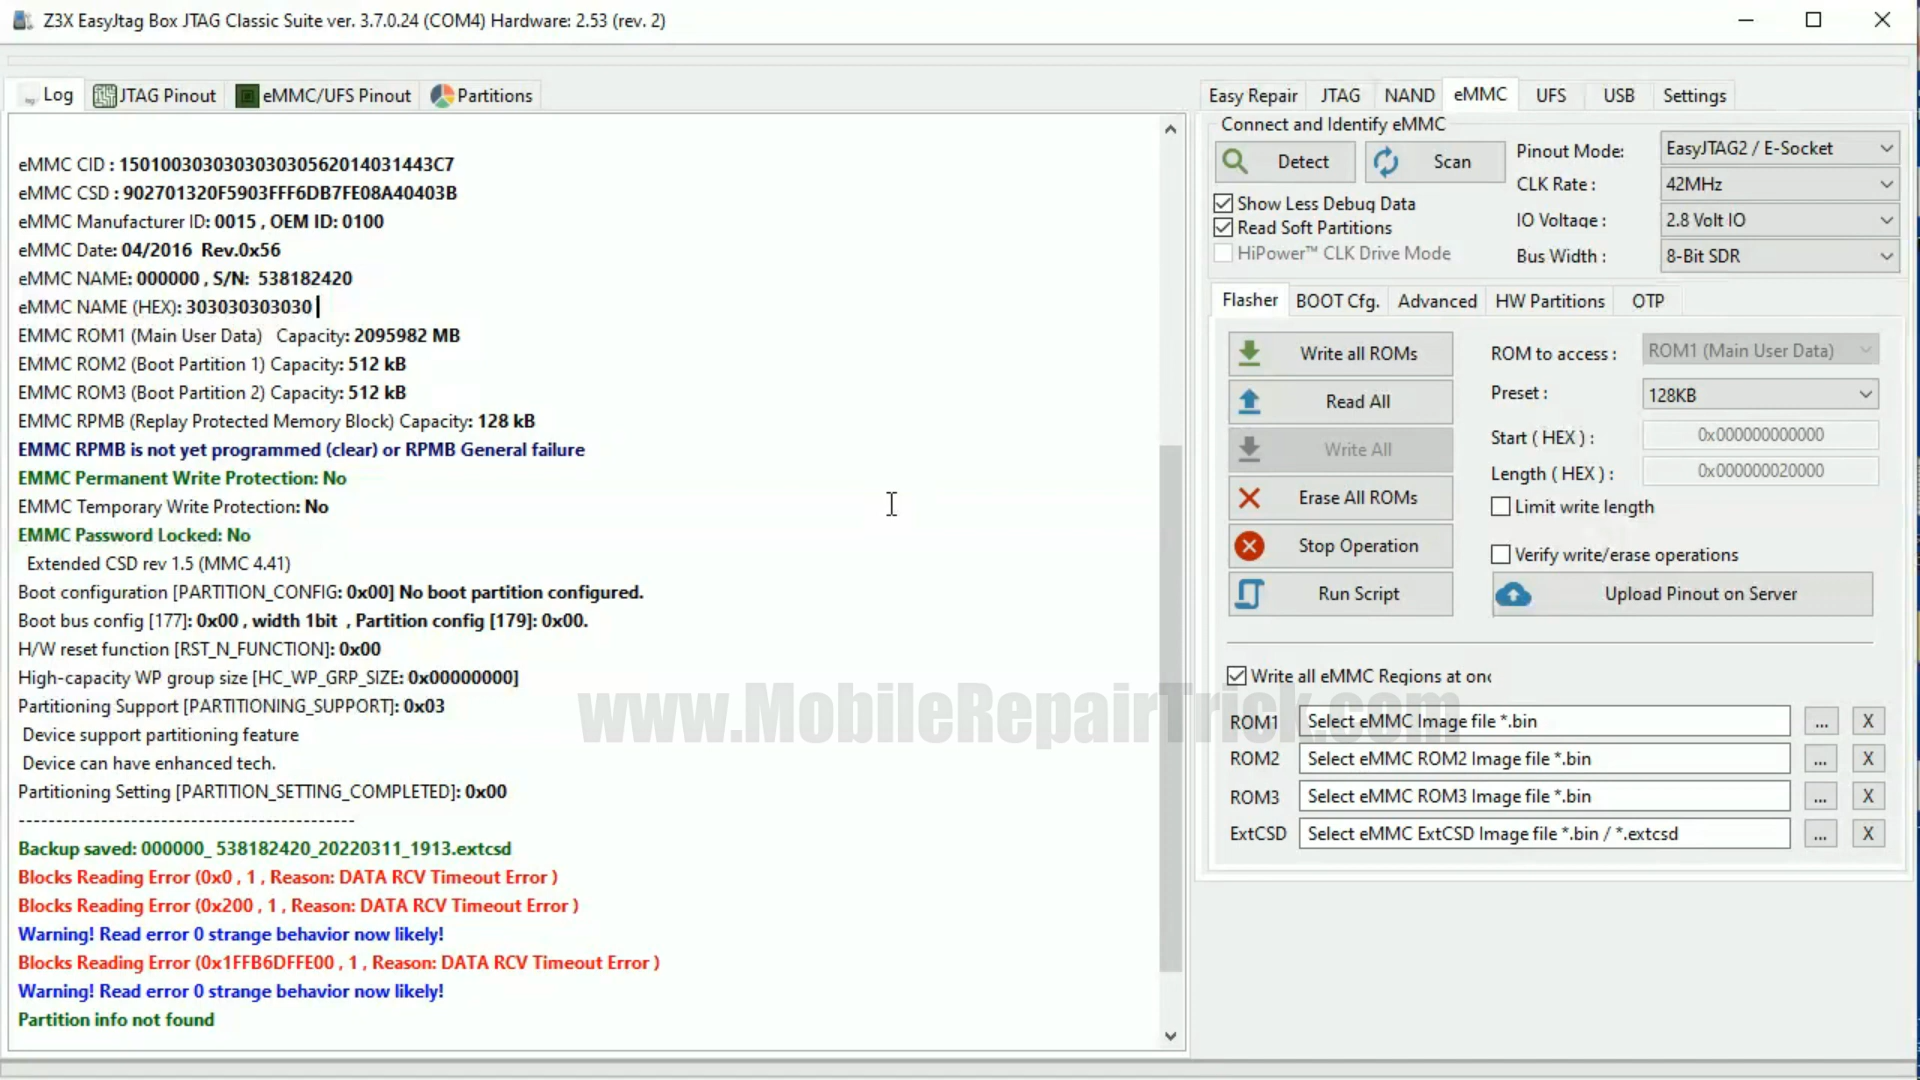 Z3X EasyJtag Box JTAG Classic Suite ver. 3.7.0.24 (COM4) Hardware: 2.53 (rev. 2)
Log
JTAG Pinout
eMMC/UFS Pinout
Partitions
eMMC CID : 150100303030303030562014031443C7
eMMC CSD : 902701320F5903FFF6DB7FE08A40403B
eMMC Manufacturer ID: 0015 , OEM ID: 0100
eMMC Date: 04/2016 Rev.0x56
eMMC NAME: 000000 , S/N: 538182420
eMMC NAME (HEX): 303030303030
EMMC ROM1 (Main User Data) Capacity: 2095982 MB
EMMC ROM2 (Boot Partition 1) Capacity: 512 kB
EMMC ROM3 (Boot Partition 2) Capacity: 512 kB
EMMC RPMB (Replay Protected Memory Block) Capacity: 128 kB
EMMC RPMB is not yet programmed (clear) or RPMB General failure
EMMC Permanent Write Protection: No
EMMC Temporary Write Protection: No
EMMC Password Locked: No
Extended CSD rev 1.5 (MMC 4.41)
Boot configuration [PARTITION_CONFIG: 0x00] No boot partition configured.
Boot bus config [177]: 0x00 , width 1bit , Partition config [179]: 0x00.
H/W reset function [RST_N_FUNCTION]: 0x00
High-capacity WP group size [HC_WP_GRP_SIZE: 0x00000000]
Partitioning Support [PARTITIONING_SUPPORT]: 0x03
Device support partitioning feature
Device can have enhanced tech.
Partitioning Setting [PARTITION_SETTING_COMPLETED]: 0x00
---------------------------------------------
Backup saved: 000000_ 538182420_20220311_1913.extcsd
Blocks Reading Error (0x0 , 1 , Reason: DATA RCV Timeout Error )
Blocks Reading Error (0x200 , 1 , Reason: DATA RCV Timeout Error )
Warning! Read error 0 strange behavior now likely!
Blocks Reading Error (0x1FFB6DFFE00 , 1 , Reason: DATA RCV Timeout Error )
Warning! Read error 0 strange behavior now likely!
Partition info not found
www.MobileRepairTrick.com
Easy Repair
JTAG
NAND
eMMC
UFS
USB
Settings
Connect and Identify eMMC
Detect
Scan
Show Less Debug Data
Read Soft Partitions
HiPower™ CLK Drive Mode
Pinout Mode: EasyJTAG2 / E-Socket
CLK Rate : 42MHz
IO Voltage : 2.8 Volt IO
Bus Width : 8-Bit SDR
Flasher
BOOT Cfg.
Advanced
HW Partitions
OTP
Write all ROMs
Read All
Write All
Erase All ROMs
Stop Operation
Run Script
ROM to access : ROM1 (Main User Data)
Preset : 128KB
Start ( HEX ) : 0x000000000000
Length ( HEX ) : 0x000000020000
Limit write length
Verify write/erase operations
Upload Pinout on Server
Write all eMMC Regions at onc
ROM1 Select eMMC Image file *.bin ... X
ROM2 Select eMMC ROM2 Image file *.bin ... X
ROM3 Select eMMC ROM3 Image file *.bin ... X
ExtCSD Select eMMC ExtCSD Image file *.bin / *.extcsd ... X